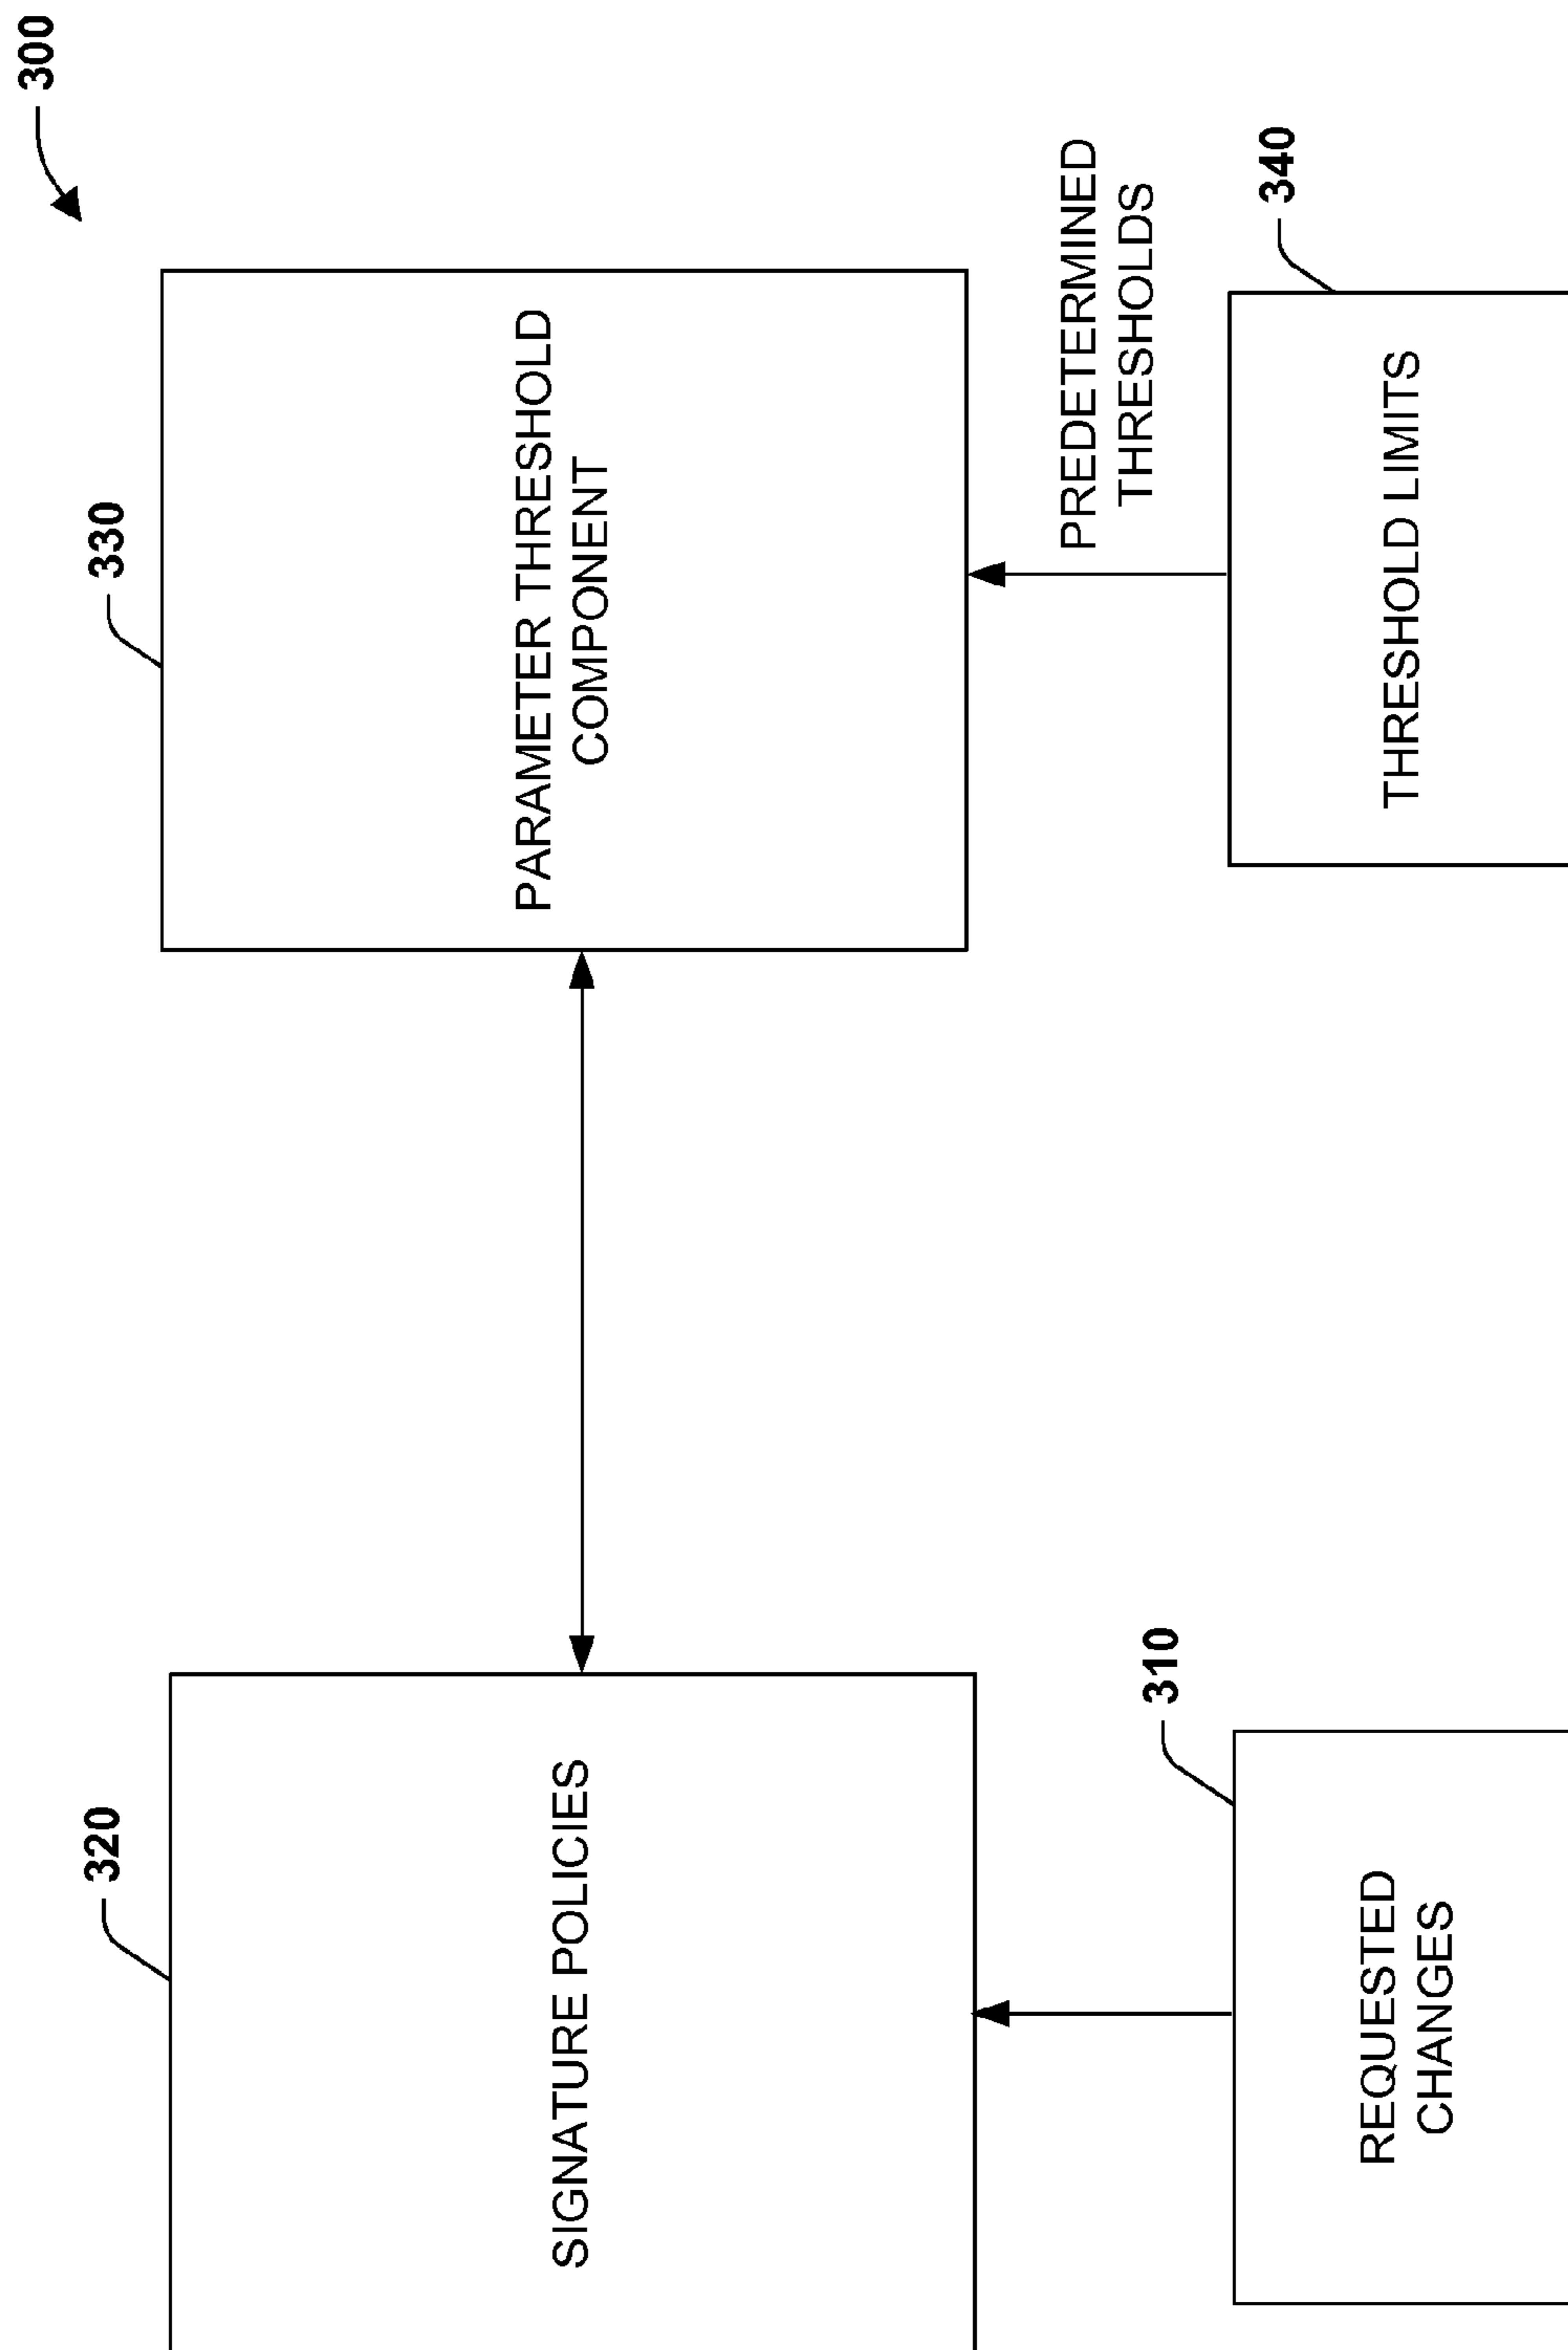 300
320
SIGNATURE POLICIES
330
PARAMETER THRESHOLD
COMPONENT
PREDETERMINED
THRESHOLDS
310
REQUESTED
CHANGES
340
THRESHOLD LIMITS